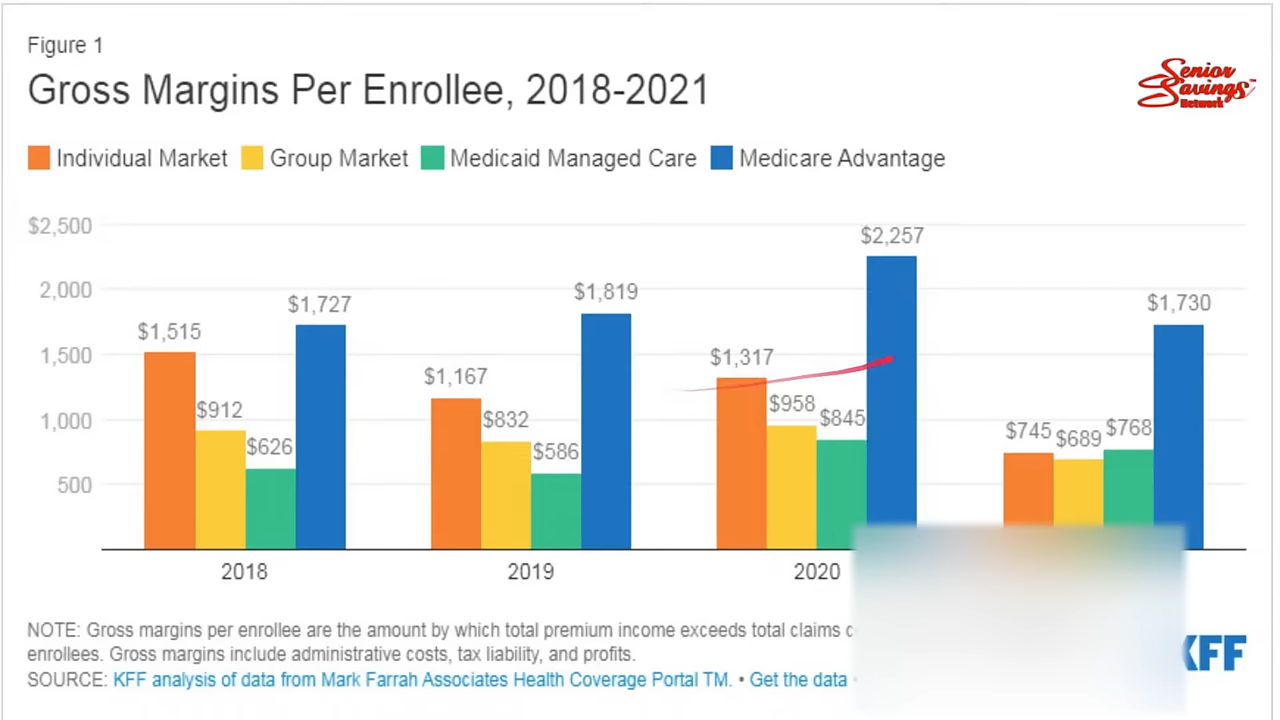 Figure 1
Gross Margins Per Enrollee, 2018-2021
Senior
Savings
Network
Individual Market Group Market Medicaid Managed Care Medicare Advantage
$2,500
2,000
1,500
1,000
500
$1,515
$912
$626
$1,727
$1,167
$832
$586
$1,819
$1,317
$958
$845
$2,257
$745
$689
$768
$1,730
2018 2019 2020
NOTE: Gross margins per enrollee are the amount by which total premium income exceeds total claims
enrollees. Gross margins include administrative costs, tax liability, and profits.
SOURCE: KFF analysis of data from Mark Farrah Associates Health Coverage Portal TM. • Get the data
KFF